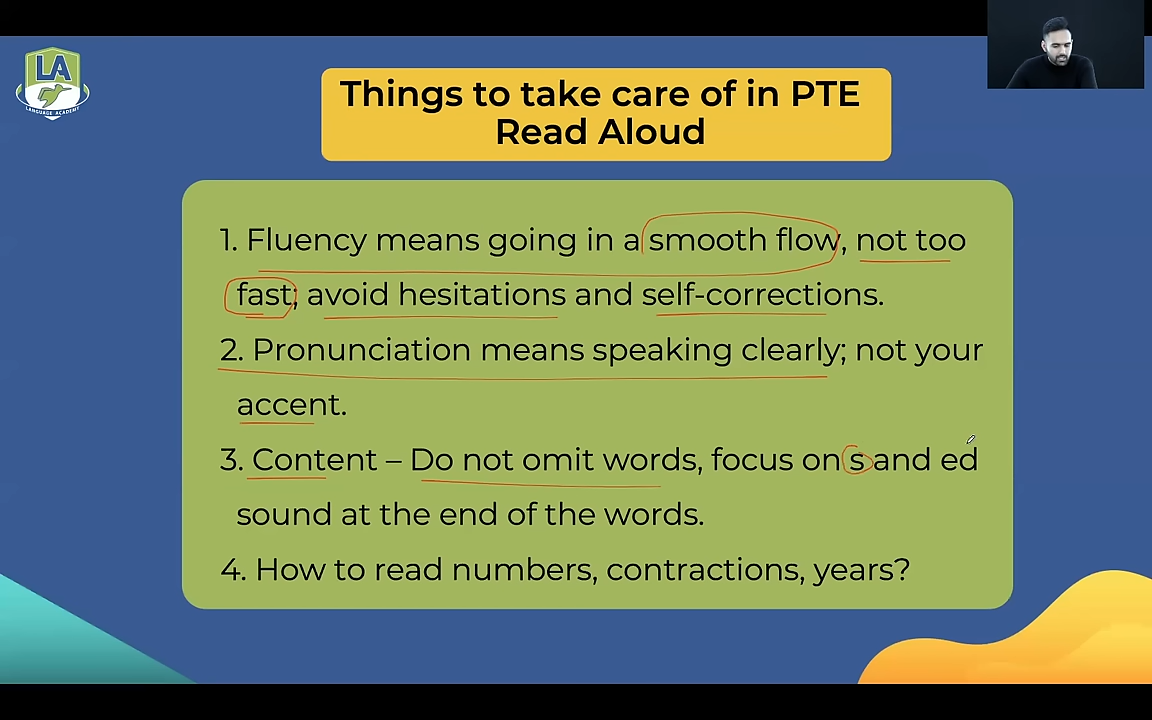 LA
LANGUAGE ACADEMY
Things to take care of in PTE
Read Aloud
1. Fluency means going in a smooth flow, not too
fast; avoid hesitations and self-corrections.
2. Pronunciation means speaking clearly; not your
accent.
3. Content – Do not omit words, focus on s and ed
sound at the end of the words.
4. How to read numbers, contractions, years?